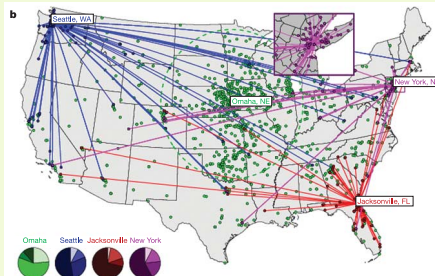 b
Seattle, WA
New York, N
Omaha, NE
Jacksonville, FL
Omaha Seattle Jacksonville New York